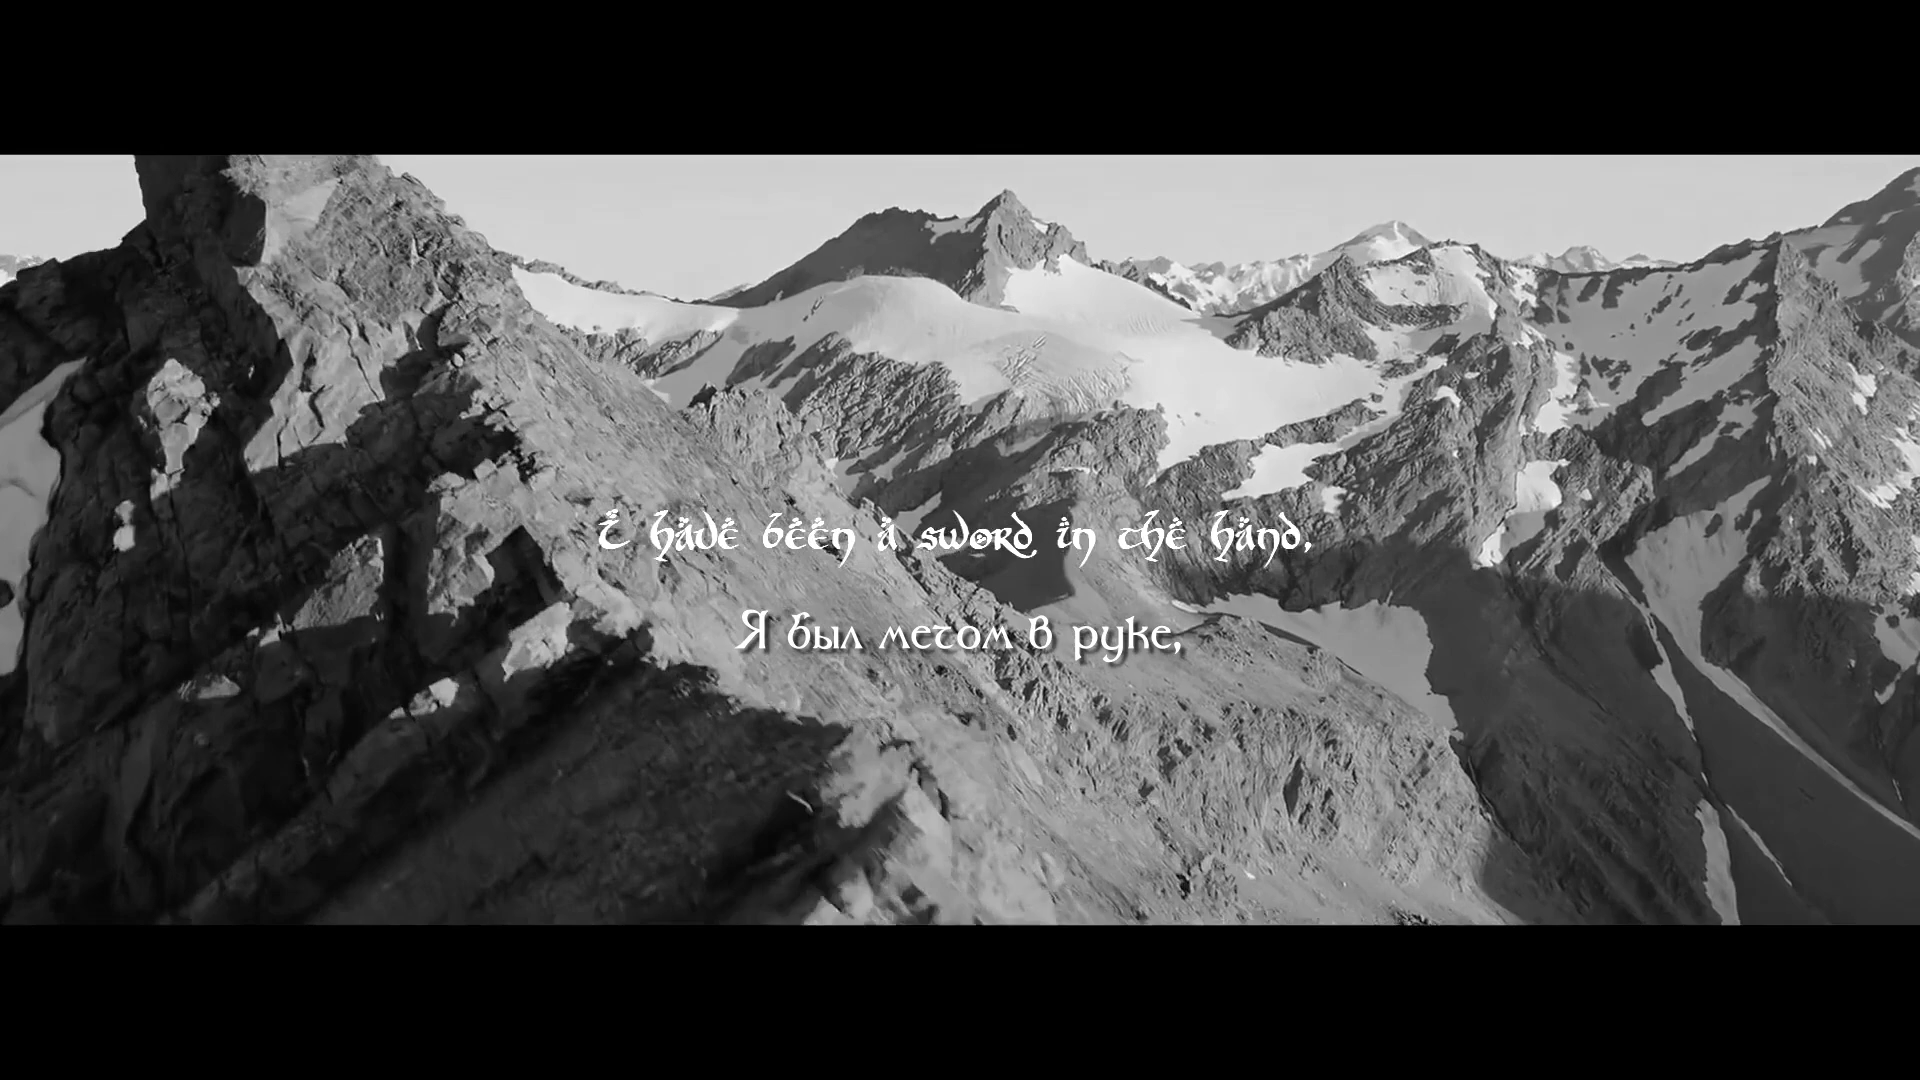 I have been a sword in the hand,
Я был мечом в руке,